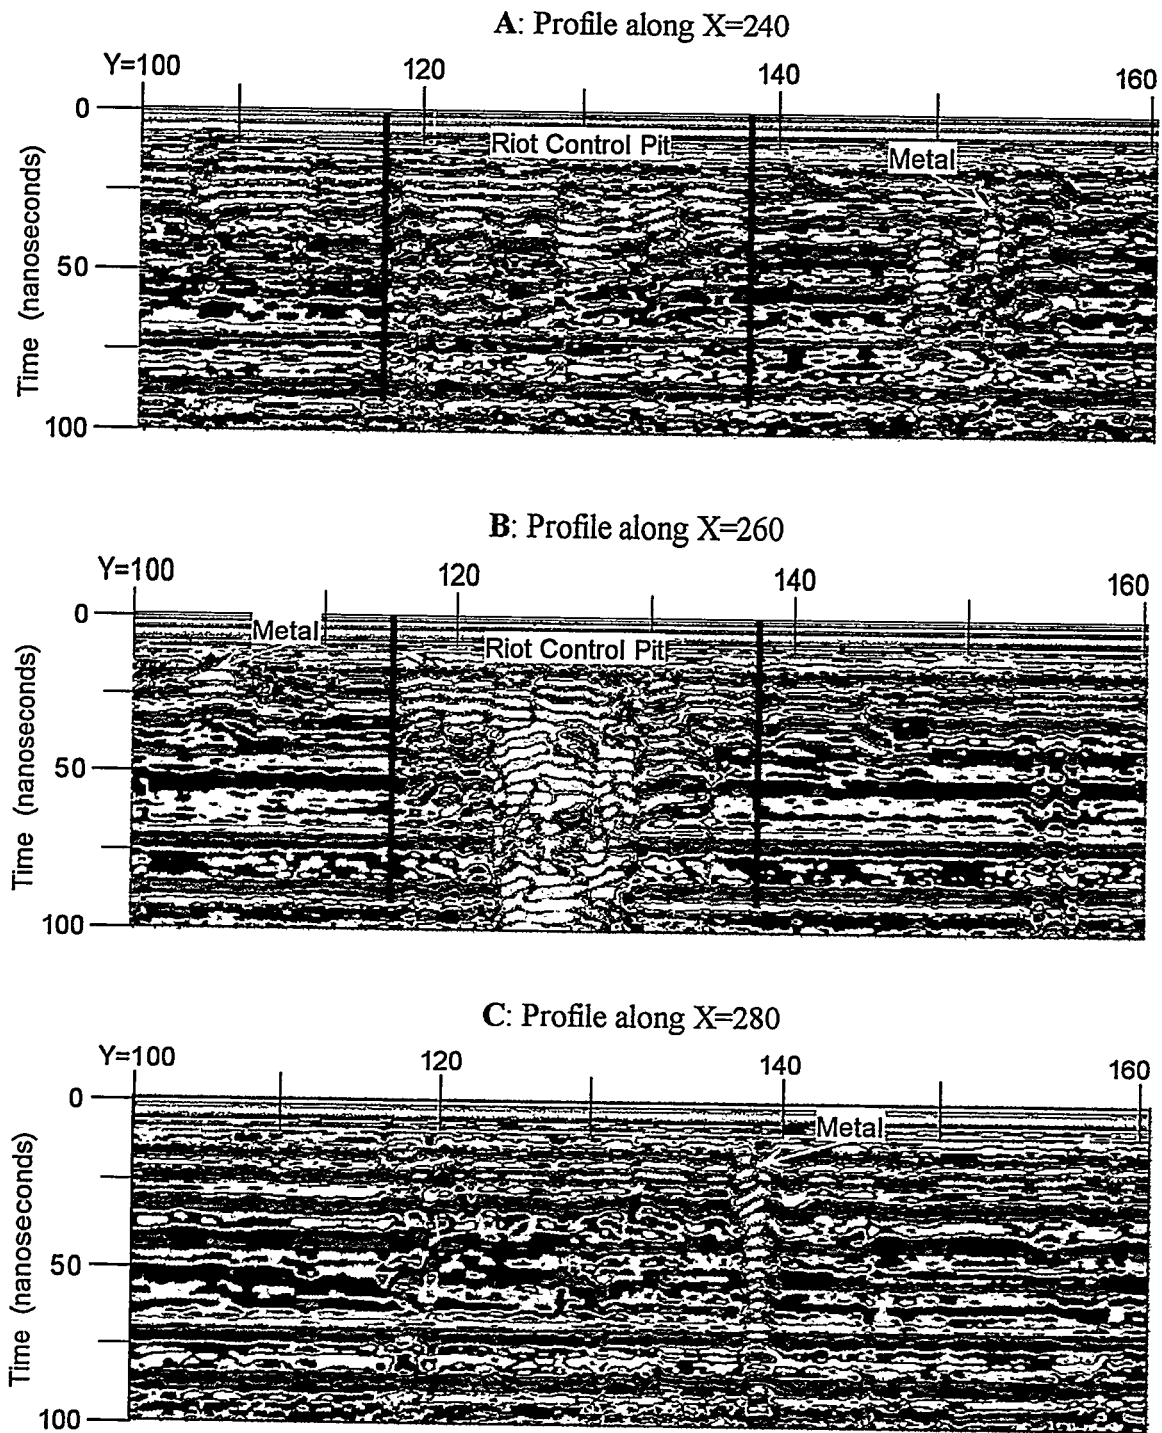 A: Profile along X=240
Y=100 120 140 160
0
Riot Control Pit
Metal
50
100
Time (nanoseconds)
B: Profile along X=260
Y=100 120 140 160
0
Metal
Riot Control Pit
50
100
Time (nanoseconds)
C: Profile along X=280
Y=100 120 140 160
0
Metal
50
100
Time (nanoseconds)